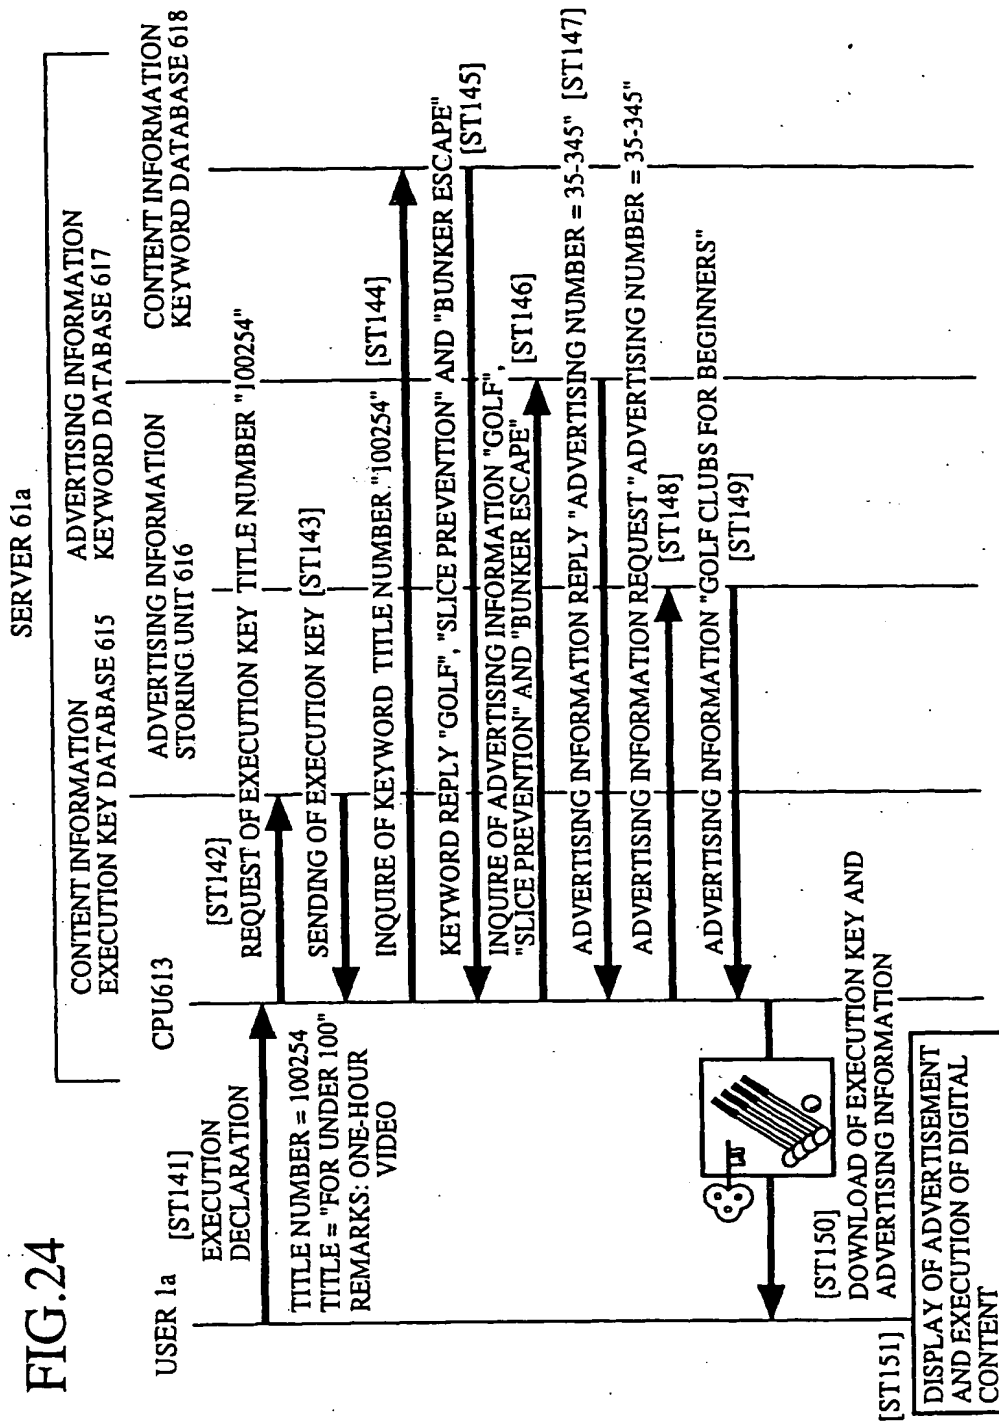 FIG.24
SERVER 61a
USER 1a
CPU613
CONTENT INFORMATION
EXECUTION KEY DATABASE 615
ADVERTISING INFORMATION
STORING UNIT 616
ADVERTISING INFORMATION
KEYWORD DATABASE 617
CONTENT INFORMATION
KEYWORD DATABASE 618
[ST141]
EXECUTION
DECLARATION
TITLE NUMBER = 100254
TITLE = "FOR UNDER 100"
REMARKS: ONE-HOUR
VIDEO
[ST142]
REQUEST OF EXECUTION KEY TITLE NUMBER "100254"
SENDING OF EXECUTION KEY [ST143]
INQUIRE OF KEYWORD TITLE NUMBER "100254" [ST144]
KEYWORD REPLY "GOLF", "SLICE PREVENTION" AND "BUNKER ESCAPE"
[ST145]
INQUIRE OF ADVERTISING INFORMATION "GOLF",
"SLICE PREVENTION" AND "BUNKER ESCAPE" [ST146]
ADVERTISING INFORMATION REPLY "ADVERTISING NUMBER = 35-345" [ST147]
ADVERTISING INFORMATION REQUEST "ADVERTISING NUMBER = 35-345"
[ST148]
ADVERTISING INFORMATION "GOLF CLUBS FOR BEGINNERS"
[ST149]
[ST150]
DOWNLOAD OF EXECUTION KEY AND
ADVERTISING INFORMATION
[ST151]
DISPLAY OF ADVERTISEMENT
AND EXECUTION OF DIGITAL
CONTENT